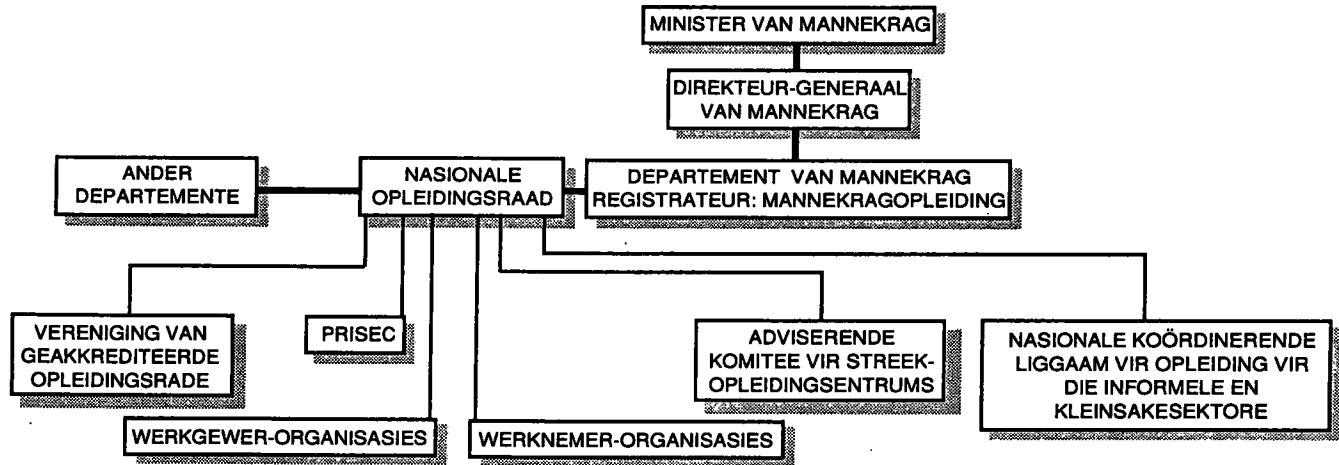 MINISTER VAN MANNEKRAG
DIREKTEUR-GENERAAL
VAN MANNEKRAG
ANDER
DEPARTEMENTE
NASIONALE
OPLEIDINGSRAAD
DEPARTEMENT VAN MANNEKRAG
REGISTRATEUR: MANNEKRAGOPLEIDING
VERENIGING VAN
GEAKKREDITEERDE
OPLEIDINGSRADE
PRISEC
ADVISERENDE
KOMITEE VIR STREEK-
OPLEIDINGSENTRUMS
NASIONALE KOÖRDINERENDE
LIGGAAM VIR OPLEIDING VIR
DIE INFORMELE EN
KLEINSAKESEKTORE
WERKGEWER-ORGANISASIES
WERKNEMER-ORGANISASIES